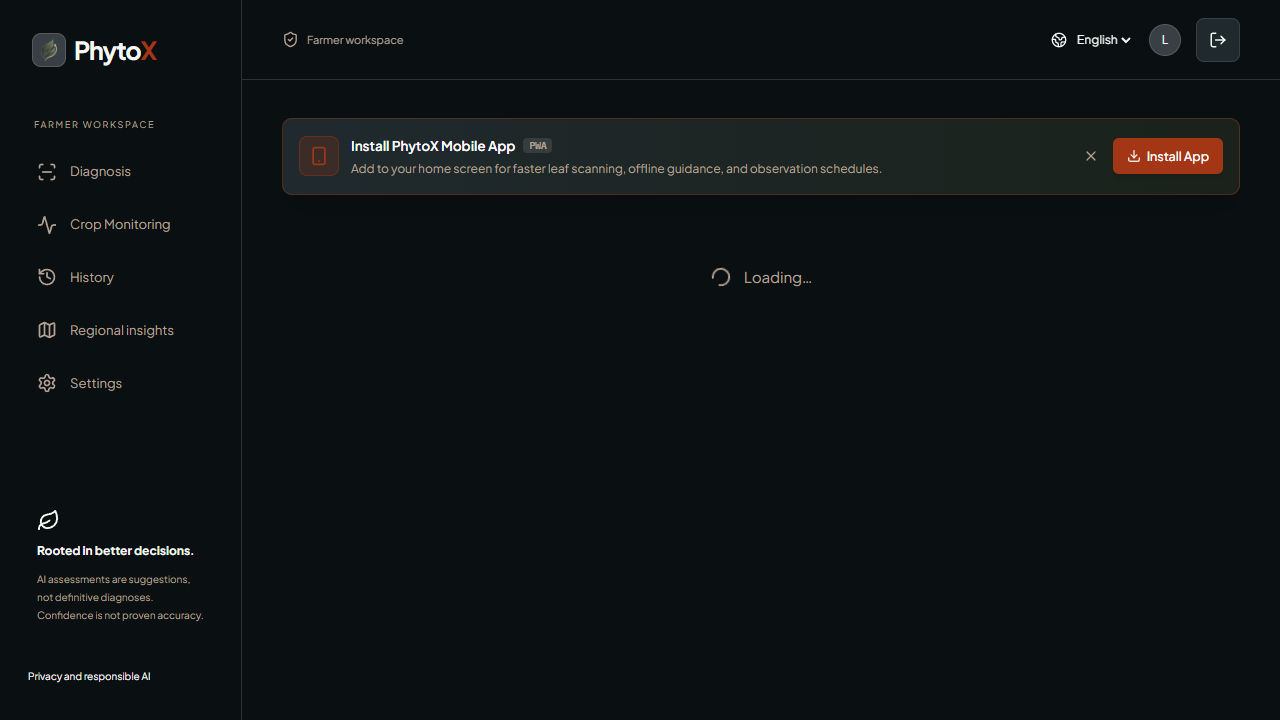 PhytoX
Farmer workspace
English
L
FARMER WORKSPACE
Diagnosis
Crop Monitoring
History
Regional insights
Settings
Install PhytoX Mobile App PWA
Add to your home screen for faster leaf scanning, offline guidance, and observation schedules.
Install App
Loading...
Rooted in better decisions.
AI assessments are suggestions,
not definitive diagnoses.
Confidence is not proven accuracy.
Privacy and responsible AI